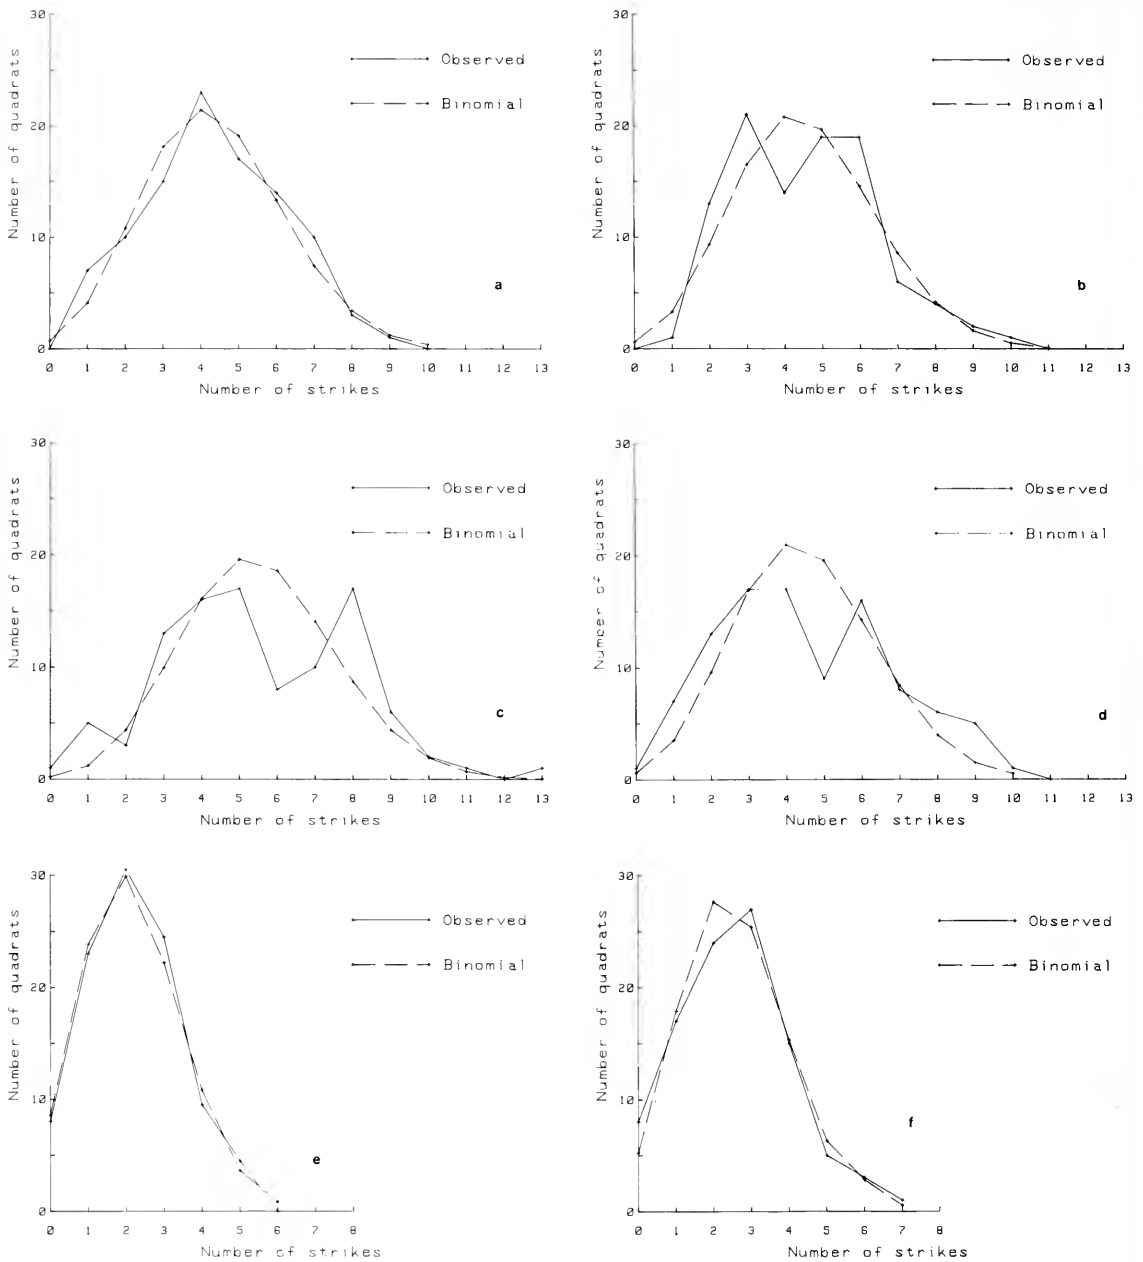 30
20
10
0
Number of quadrats
Observed
Binomial
a
0 1 2 3 4 5 6 7 8 9 10 11 12 13
Number of strikes
30
20
10
0
Number of quadrats
Observed
Binomial
b
0 1 2 3 4 5 6 7 8 9 10 11 12 13
Number of strikes
30
20
10
0
Number of quadrats
Observed
Binomial
c
0 1 2 3 4 5 6 7 8 9 10 11 12 13
Number of strikes
30
20
10
0
Number of quadrats
Observed
Binomial
d
0 1 2 3 4 5 6 7 8 9 10 11 12 13
Number of strikes
30
20
10
0
Number of quadrats
Observed
Binomial
e
0 1 2 3 4 5 6 7 8
Number of strikes
30
20
10
0
Number of quadrats
Observed
Binomial
f
0 1 2 3 4 5 6 7 8
Number of strikes